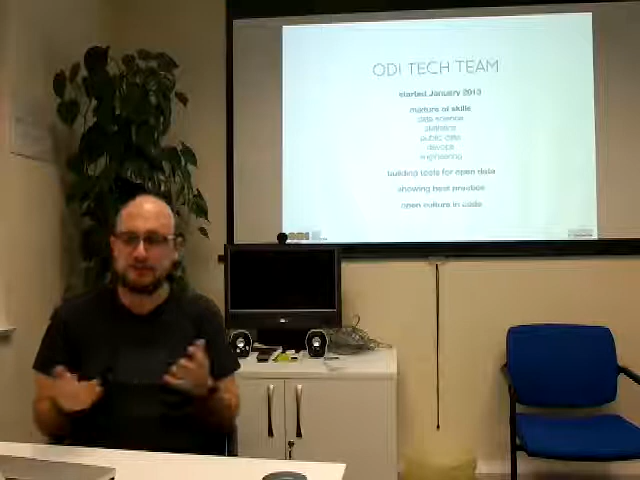 ODI TECH TEAM
started January 2013
mixture of skills
data science
statistics
public data
devops
engineering
building tools for open data
showing best practice
open culture in code